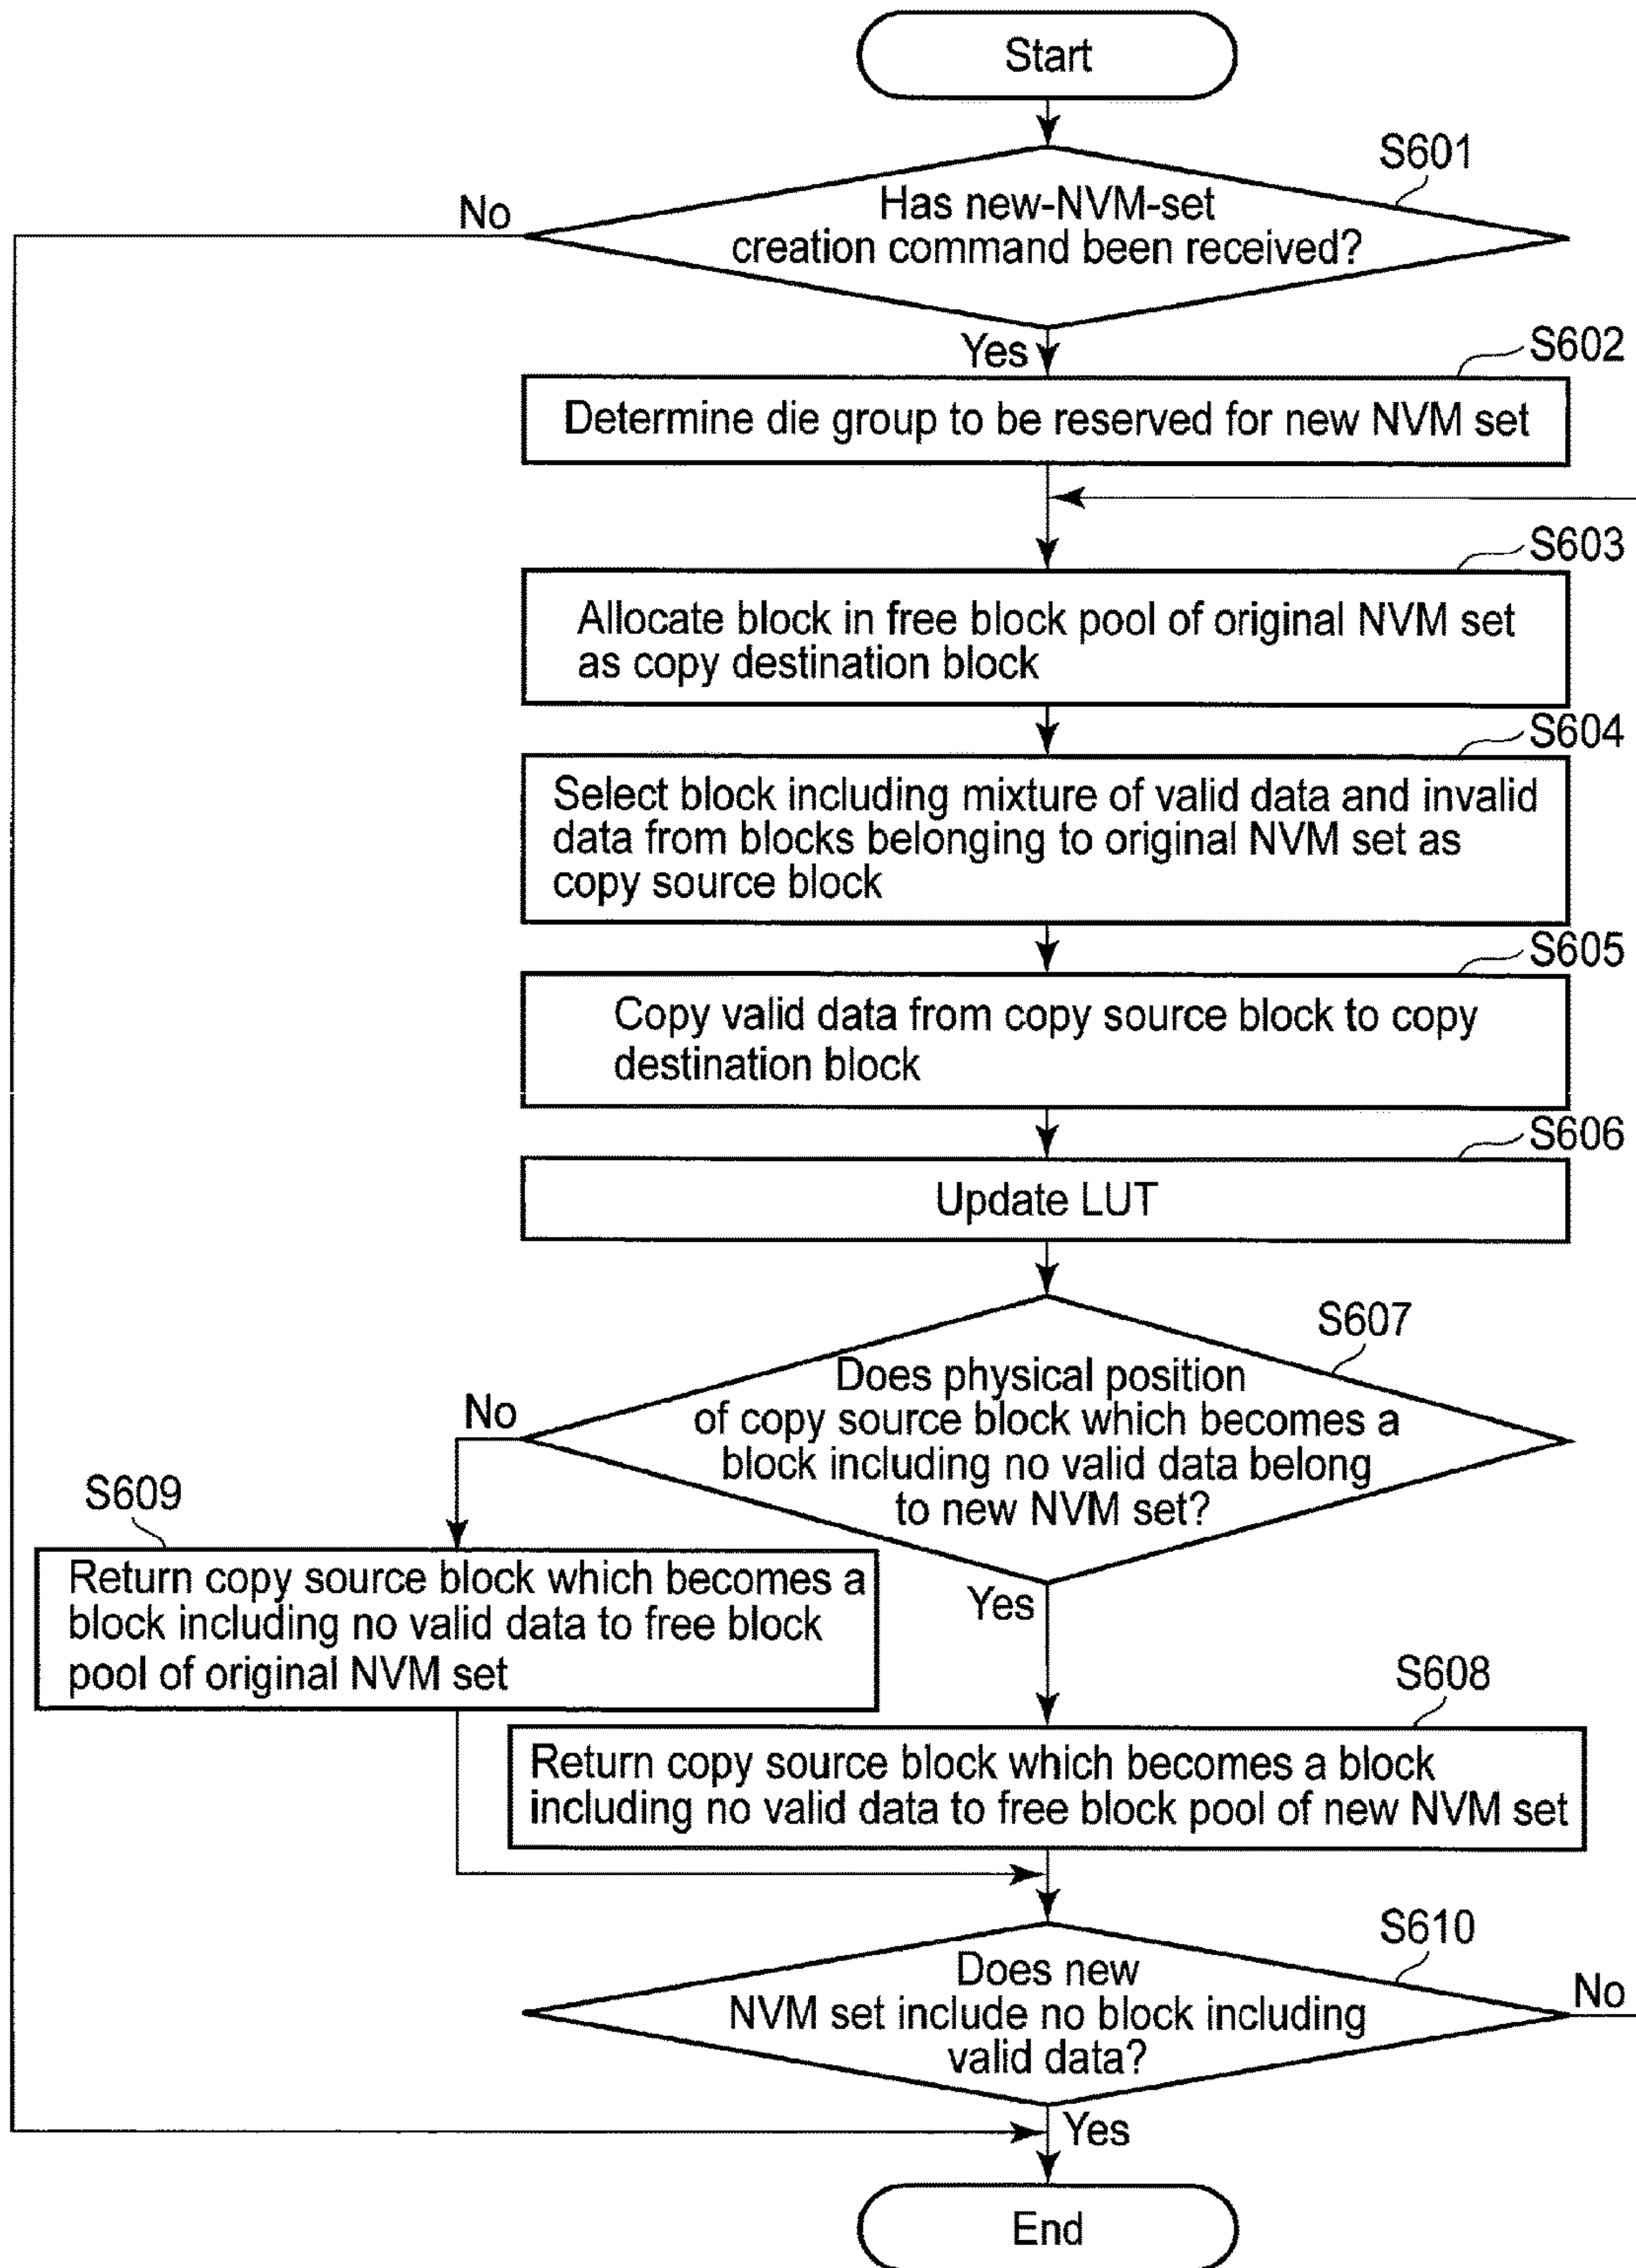 Start
S601
No
Has new-NVM-set
creation command been received?
Yes
S602
Determine die group to be reserved for new NVM set
S603
Allocate block in free block pool of original NVM set
as copy destination block
S604
Select block including mixture of valid data and invalid
data from blocks belonging to original NVM set as
copy source block
S605
Copy valid data from copy source block to copy
destination block
S606
Update LUT
S607
Does physical position
of copy source block which becomes a
block including no valid data belong
to new NVM set?
No
S609
Return copy source block which becomes a
block including no valid data to free block
pool of original NVM set
Yes
S608
Return copy source block which becomes a block
including no valid data to free block pool of new NVM set
S610
Does new
NVM set include no block including
valid data?
No
Yes
End